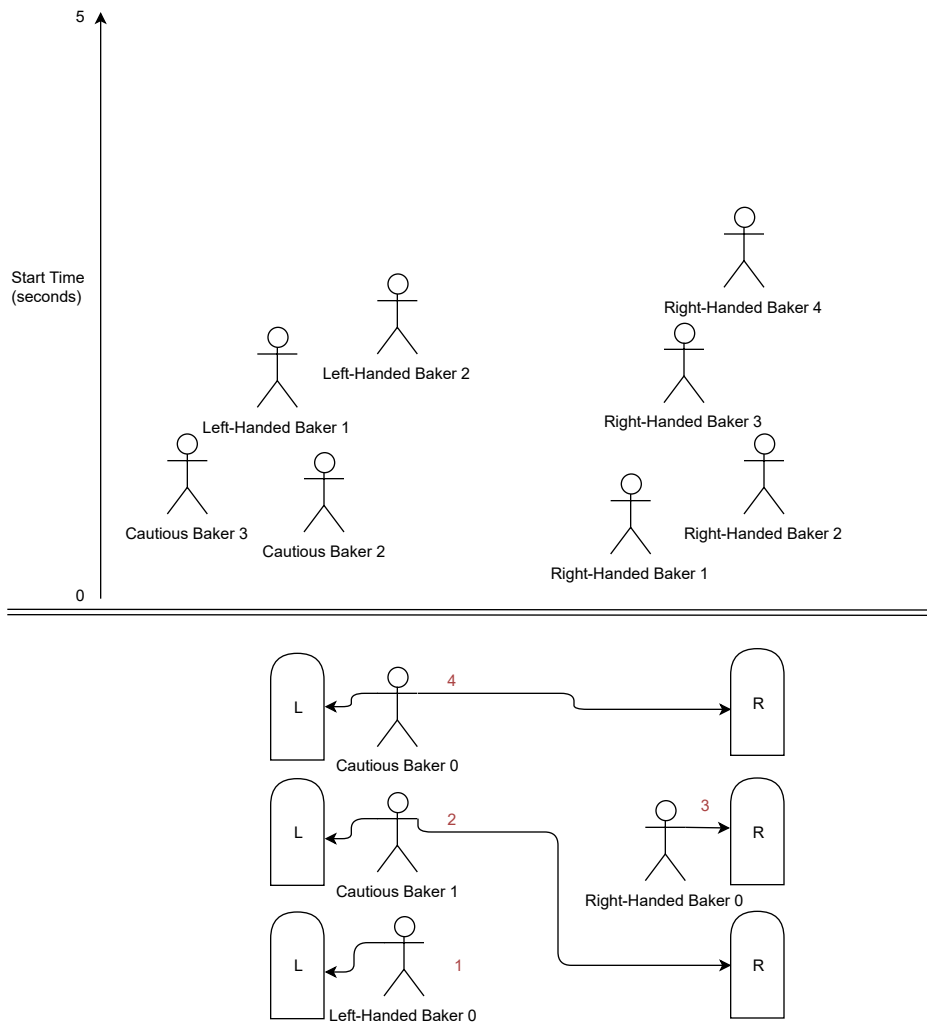 5
Right-Handed Baker 4
Start Time
(seconds)
Left-Handed Baker 2
Left-Handed Baker 1
Right-Handed Baker 3
Cautious Baker 3
Right-Handed Baker 2
Cautious Baker 2
Right-Handed Baker 1
0
4
L
R
Cautious Baker 0
3
2
L
R
Cautious Baker 1
Right-Handed Baker 0
L
1
R
Left-Handed Baker 0